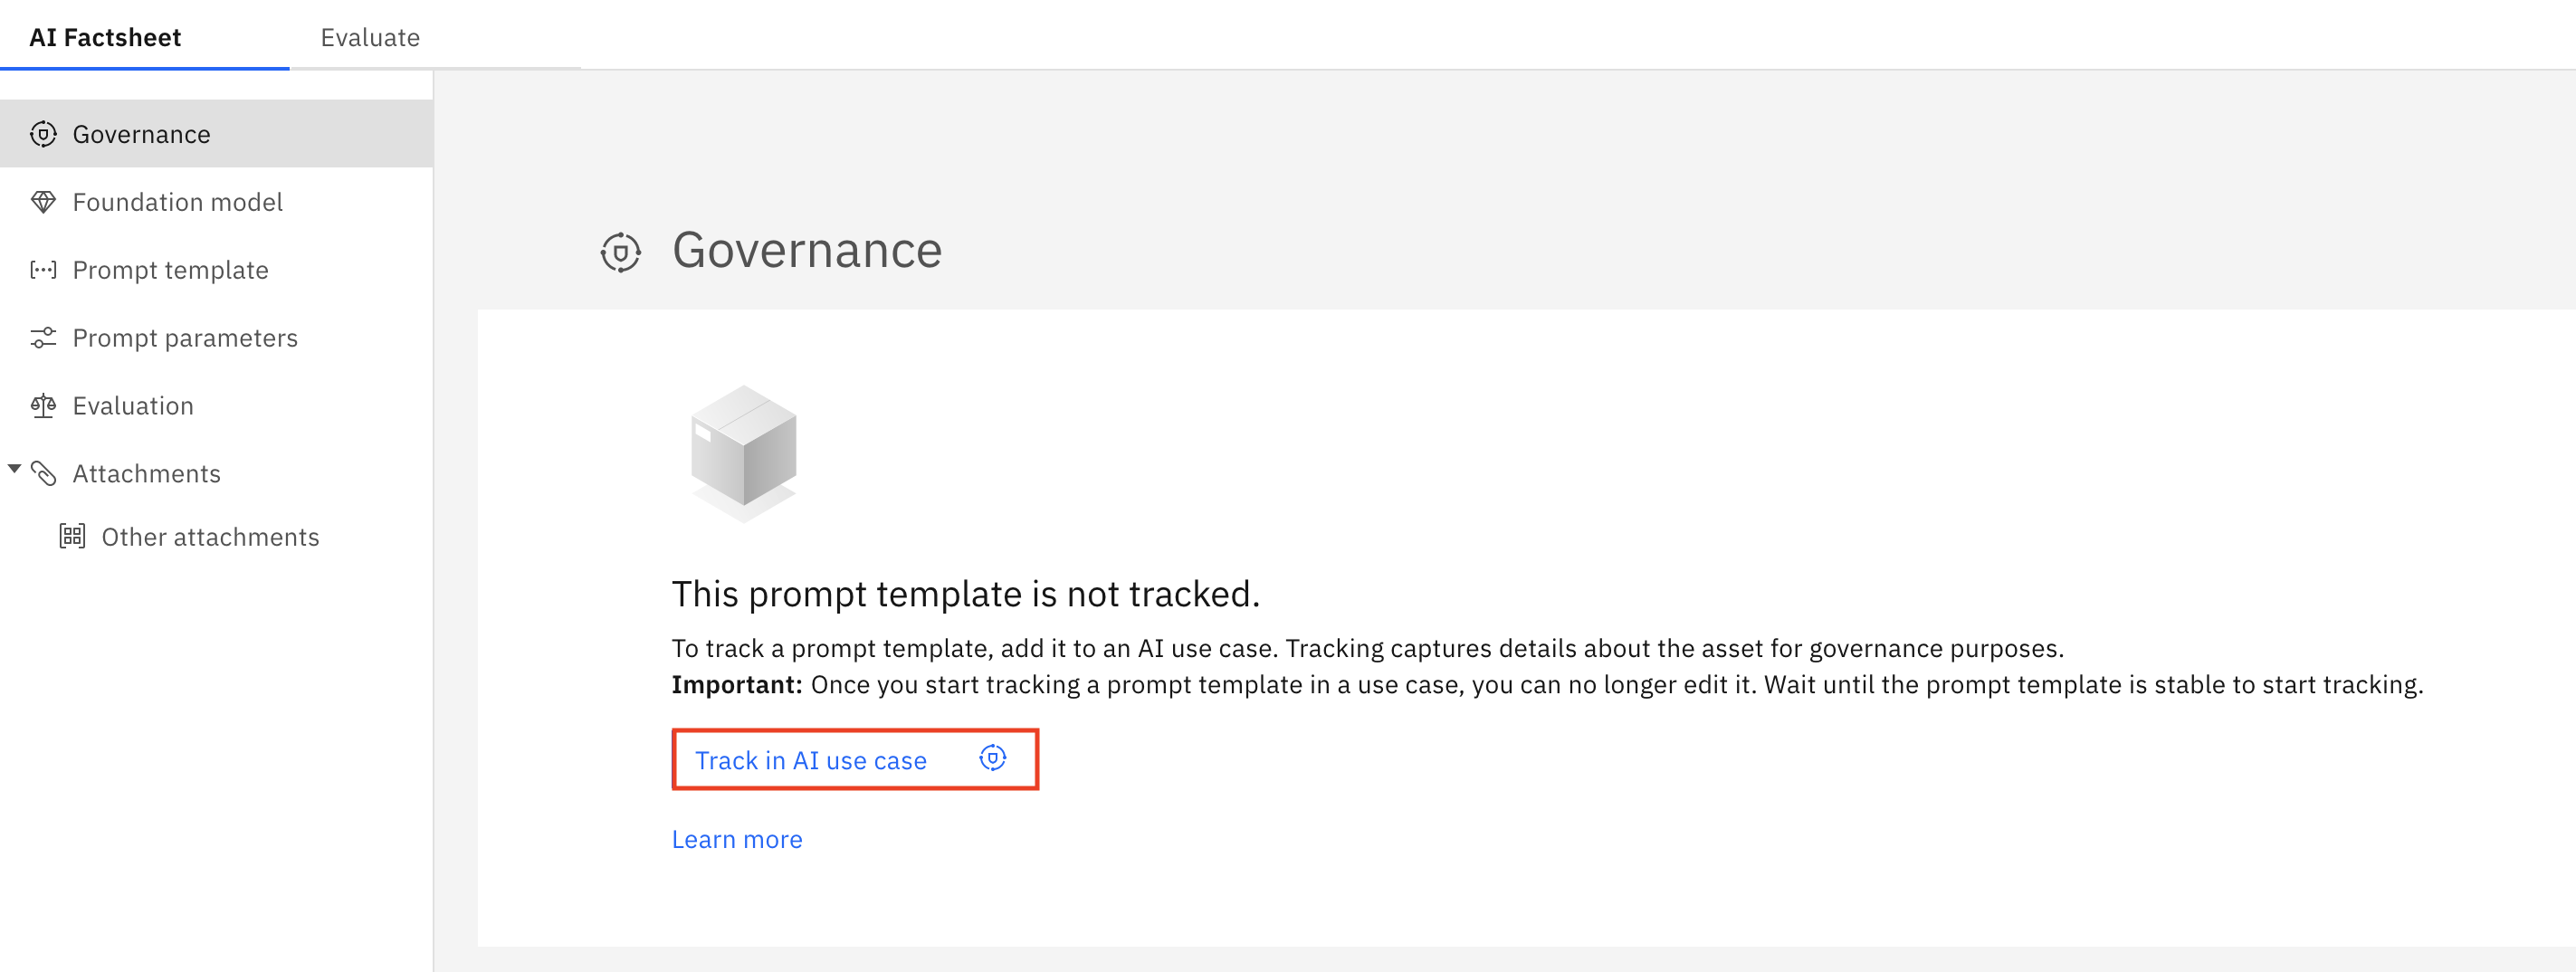 AI Factsheet
Evaluate
Governance
Foundation model
Prompt template
Prompt parameters
Evaluation
Attachments
Other attachments
Governance
This prompt template is not tracked.
To track a prompt template, add it to an AI use case. Tracking captures details about the asset for governance purposes.
Important: Once you start tracking a prompt template in a use case, you can no longer edit it. Wait until the prompt template is stable to start tracking.
Track in AI use case
Learn more